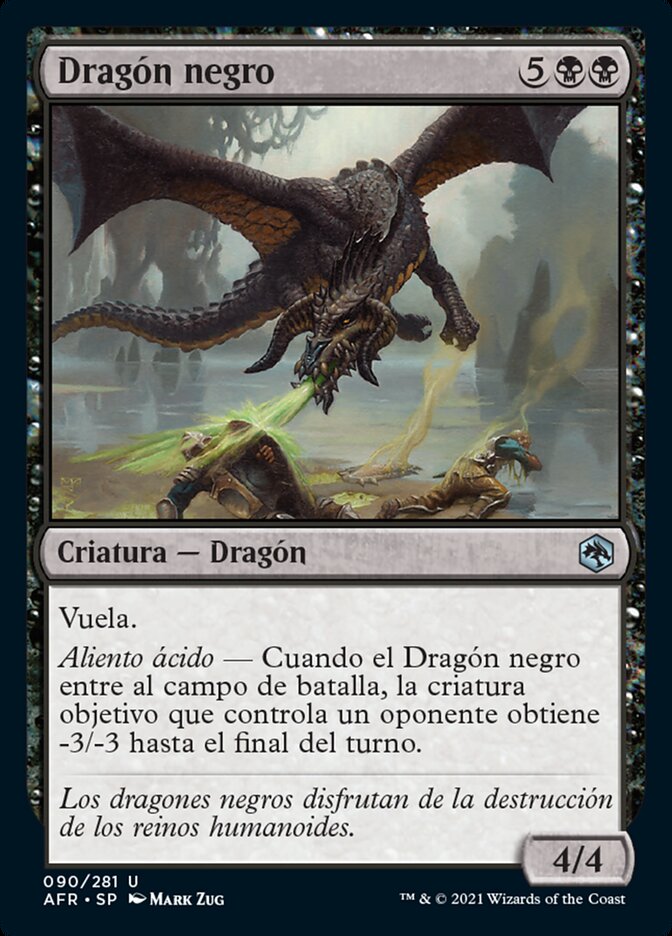 Dragón negro 5
Criatura — Dragón
Vuela.
Aliento ácido — Cuando el Dragón negro
entre al campo de batalla, la criatura
objetivo que controla un oponente obtiene
-3/-3 hasta el final del turno.
Los dragones negros disfrutan de la destrucción
de los reinos humanoides.
4/4
090/281 U
AFR • SP Mark Zug
™ & © 2021 Wizards of the Coast